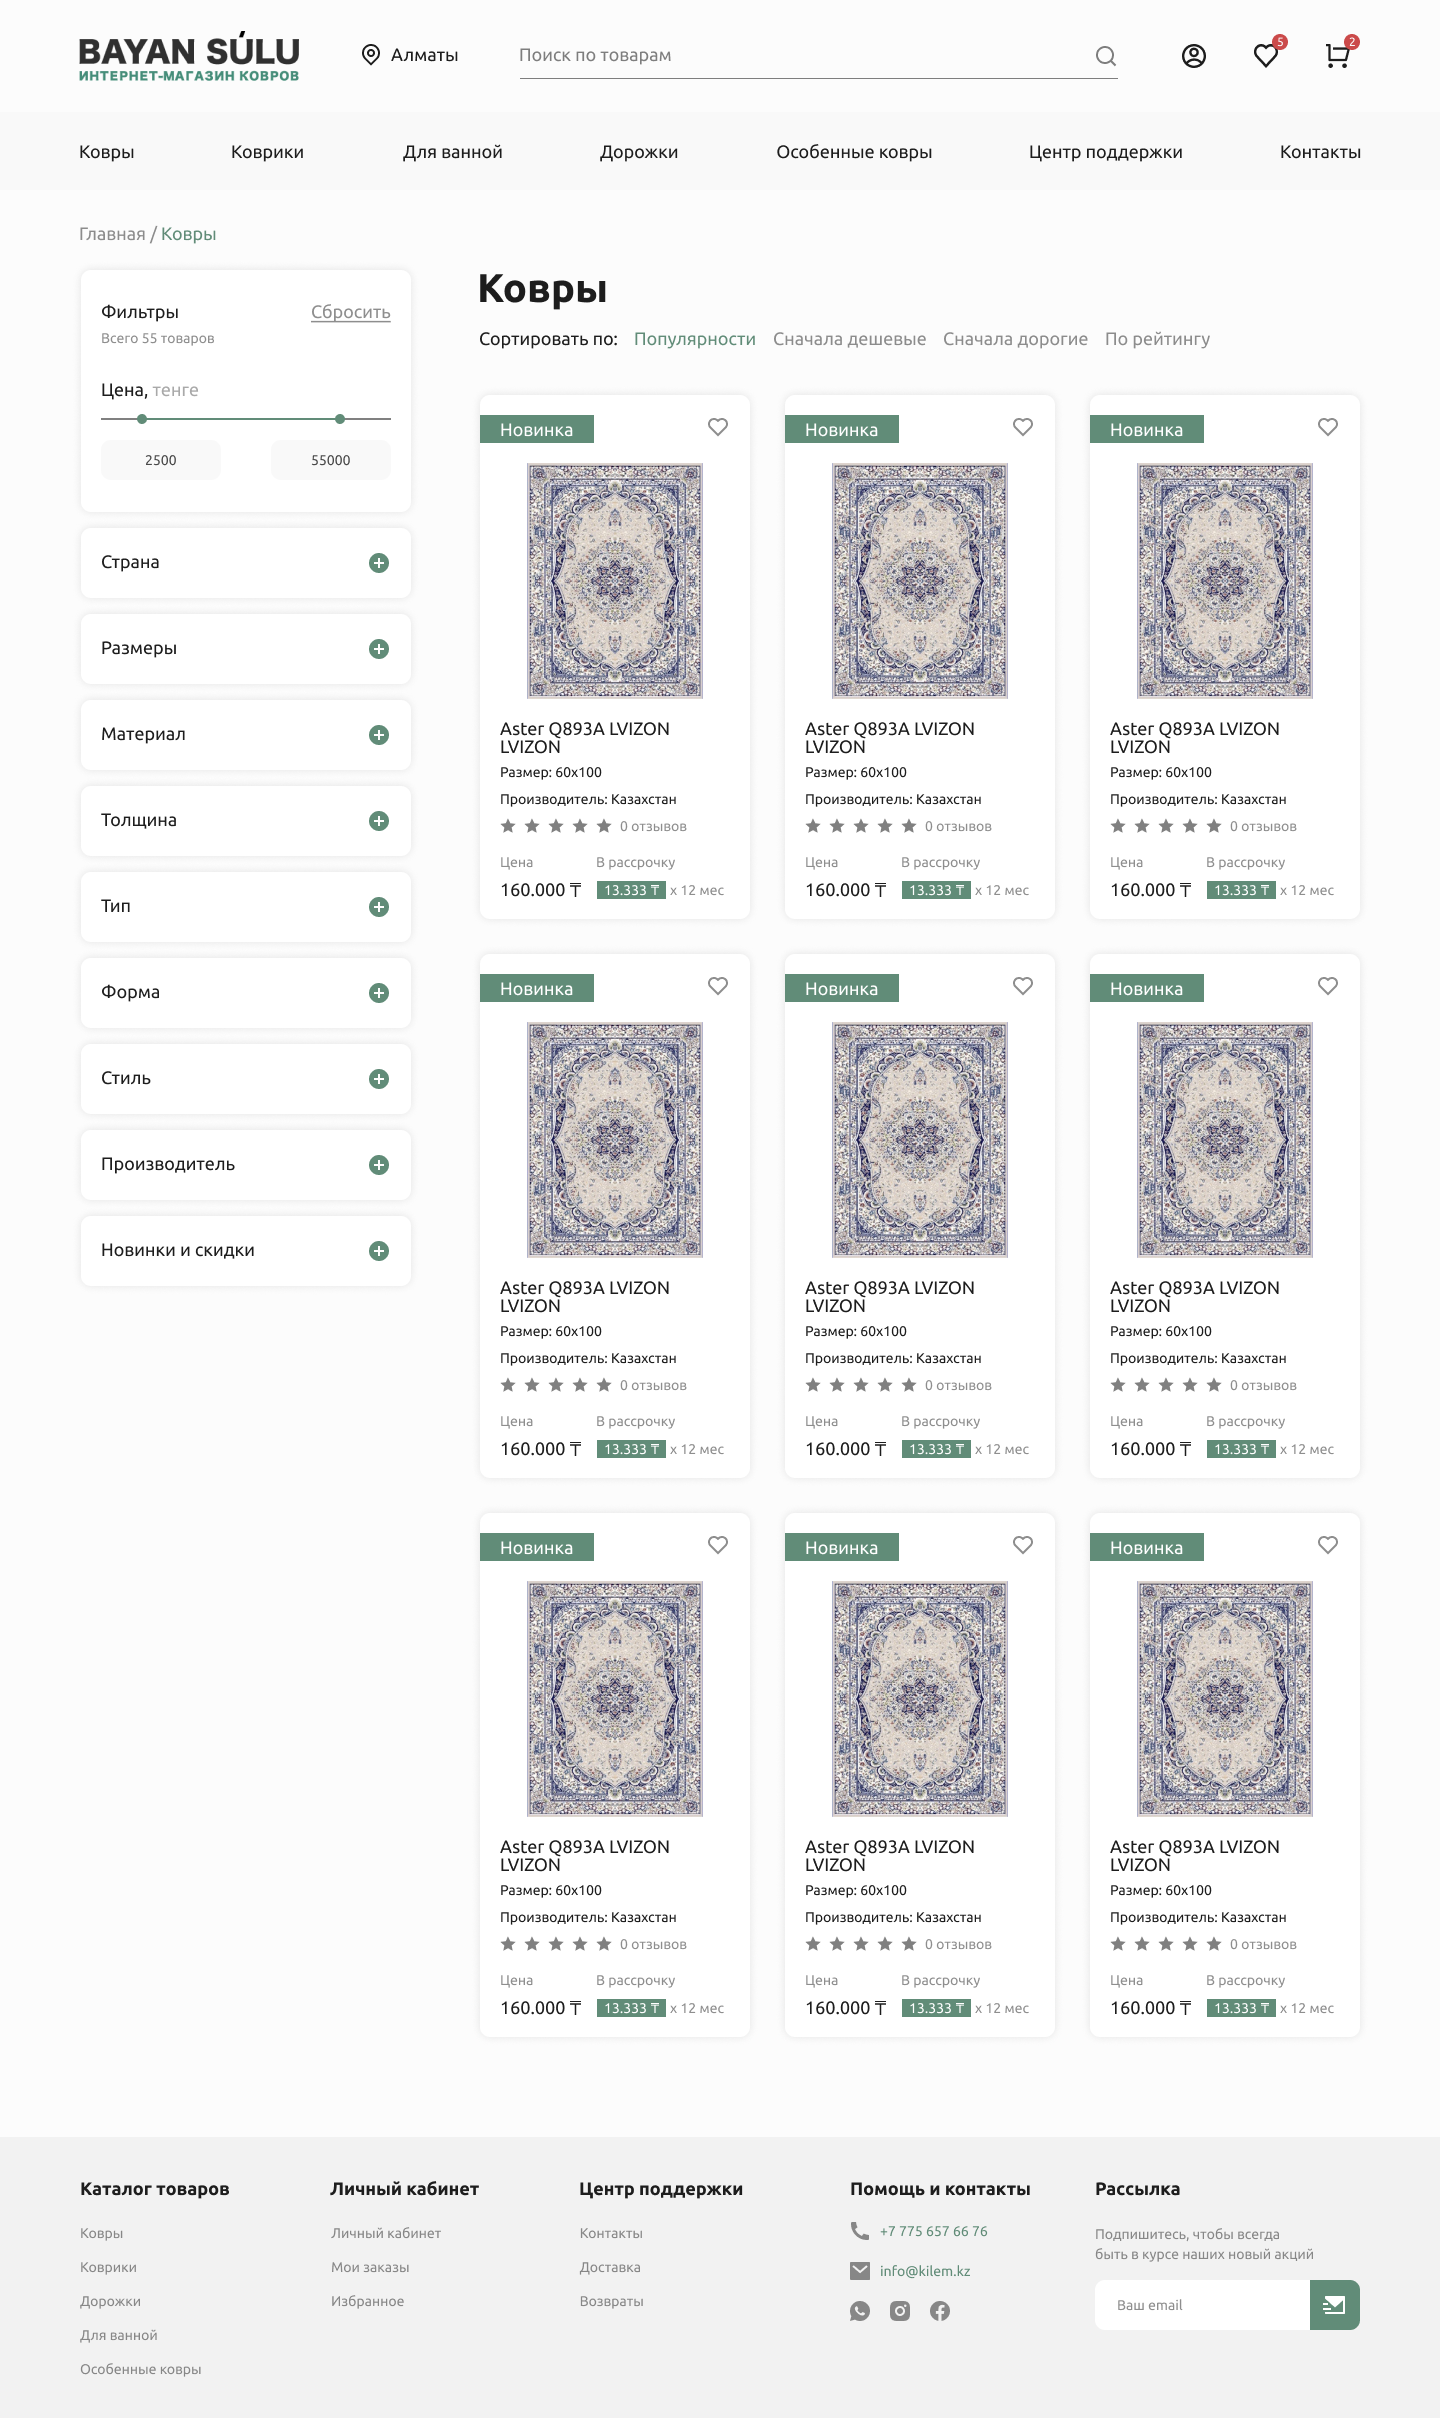 BAYAN SÚLU
ИНТЕРНЕТ-МАГАЗИН КОВРОВ
Алматы
Поиск по товарам
5
2
Ковры
Коврики
Для ванной
Дорожки
Особенные ковры
Центр поддержки
Контакты
Главная / Ковры
Фильтры
Сбросить
Всего 55 товаров
Цена, тенге
2500
55000
Страна
Размеры
Материал
Толщина
Тип
Форма
Стиль
Производитель
Новинки и скидки
Ковры
Сортировать по: Популярности Сначала дешевые Сначала дорогие По рейтингу
Новинка
Aster Q893A LVIZON
LVIZON
Размер: 60x100
Производитель: Казахстан
0 отзывов
Цена В рассрочку
160.000 ₸ 13.333 ₸ x 12 мес
Новинка
Aster Q893A LVIZON
LVIZON
Размер: 60x100
Производитель: Казахстан
0 отзывов
Цена В рассрочку
160.000 ₸ 13.333 ₸ x 12 мес
Новинка
Aster Q893A LVIZON
LVIZON
Размер: 60x100
Производитель: Казахстан
0 отзывов
Цена В рассрочку
160.000 ₸ 13.333 ₸ x 12 мес
Новинка
Aster Q893A LVIZON
LVIZON
Размер: 60x100
Производитель: Казахстан
0 отзывов
Цена В рассрочку
160.000 ₸ 13.333 ₸ x 12 мес
Новинка
Aster Q893A LVIZON
LVIZON
Размер: 60x100
Производитель: Казахстан
0 отзывов
Цена В рассрочку
160.000 ₸ 13.333 ₸ x 12 мес
Новинка
Aster Q893A LVIZON
LVIZON
Размер: 60x100
Производитель: Казахстан
0 отзывов
Цена В рассрочку
160.000 ₸ 13.333 ₸ x 12 мес
Новинка
Aster Q893A LVIZON
LVIZON
Размер: 60x100
Производитель: Казахстан
0 отзывов
Цена В рассрочку
160.000 ₸ 13.333 ₸ x 12 мес
Новинка
Aster Q893A LVIZON
LVIZON
Размер: 60x100
Производитель: Казахстан
0 отзывов
Цена В рассрочку
160.000 ₸ 13.333 ₸ x 12 мес
Новинка
Aster Q893A LVIZON
LVIZON
Размер: 60x100
Производитель: Казахстан
0 отзывов
Цена В рассрочку
160.000 ₸ 13.333 ₸ x 12 мес
Каталог товаров
Ковры
Коврики
Дорожки
Для ванной
Особенные ковры
Личный кабинет
Личный кабинет
Мои заказы
Избранное
Центр поддержки
Контакты
Доставка
Возвраты
Помощь и контакты
+7 775 657 66 76
info@kilem.kz
Рассылка
Подпишитесь, чтобы всегда
быть в курсе наших новый акций
Ваш email